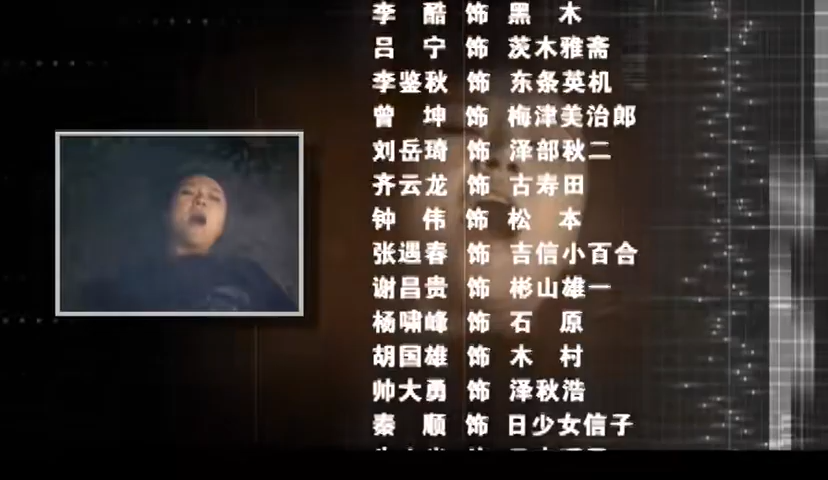 李 酷 饰 黑 木
吕 宁 饰 茨木雅斋
李鉴秋 饰 东条英机
曾 坤 饰 梅津美治郎
刘岳琦 饰 泽部秋二
齐云龙 饰 古寿田
钟 伟 饰 松 本
张遇春 饰 吉信小百合
谢昌贵 饰 彬山雄一
杨啸峰 饰 石 原
胡国雄 饰 木 村
帅大勇 饰 泽秋浩
秦 顺 饰 日少女信子